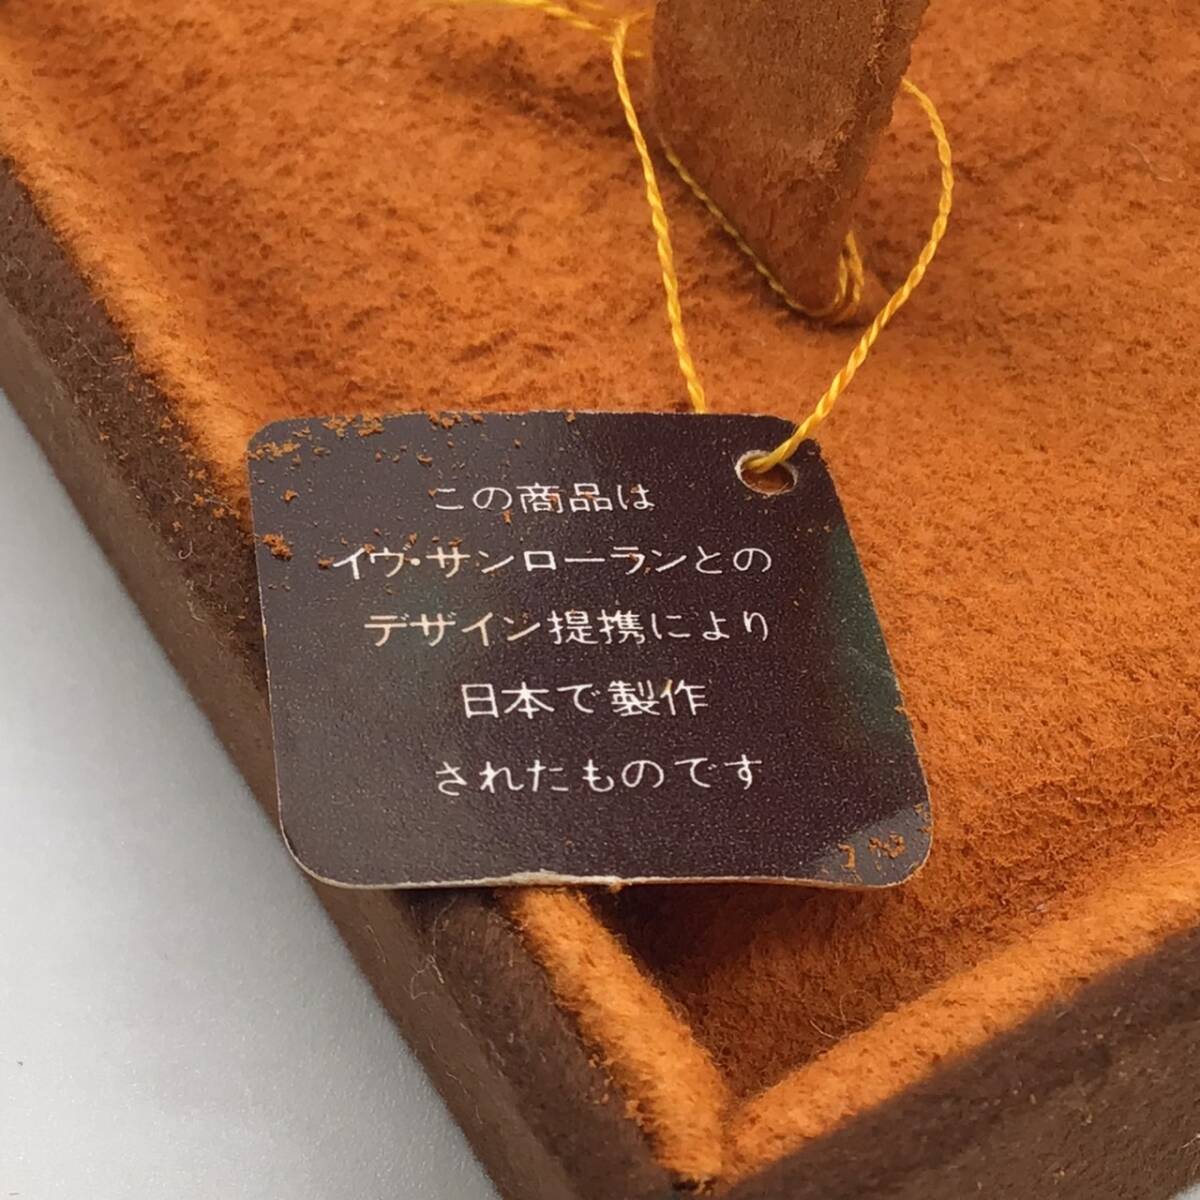 この商品は
イヴ・サンローランとの
デザイン提携により
日本で製作
されたものです